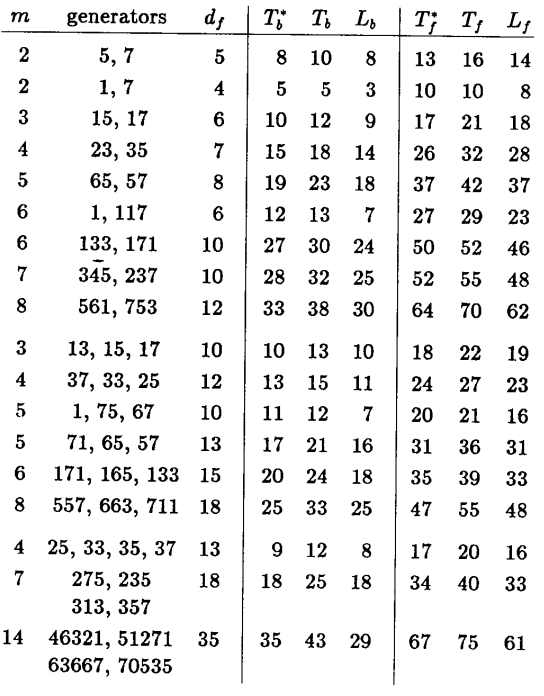 m generators d_f T_b^* T_b L_b T_f^* T_f L_f
2 5, 7 5 8 10 8 13 16 14
2 1, 7 4 5 5 3 10 10 8
3 15, 17 6 10 12 9 17 21 18
4 23, 35 7 15 18 14 26 32 28
5 65, 57 8 19 23 18 37 42 37
6 1, 117 6 12 13 7 27 29 23
6 133, 171 10 27 30 24 50 52 46
7 345, 237 10 28 32 25 52 55 48
8 561, 753 12 33 38 30 64 70 62
3 13, 15, 17 10 10 13 10 18 22 19
4 37, 33, 25 12 13 15 11 24 27 23
5 1, 75, 67 10 11 12 7 20 21 16
5 71, 65, 57 13 17 21 16 31 36 31
6 171, 165, 133 15 20 24 18 35 39 33
8 557, 663, 711 18 25 33 25 47 55 48
4 25, 33, 35, 37 13 9 12 8 17 20 16
7 275, 235 18 18 25 18 34 40 33
313, 357
14 46321, 51271 35 35 43 29 67 75 61
63667, 70535